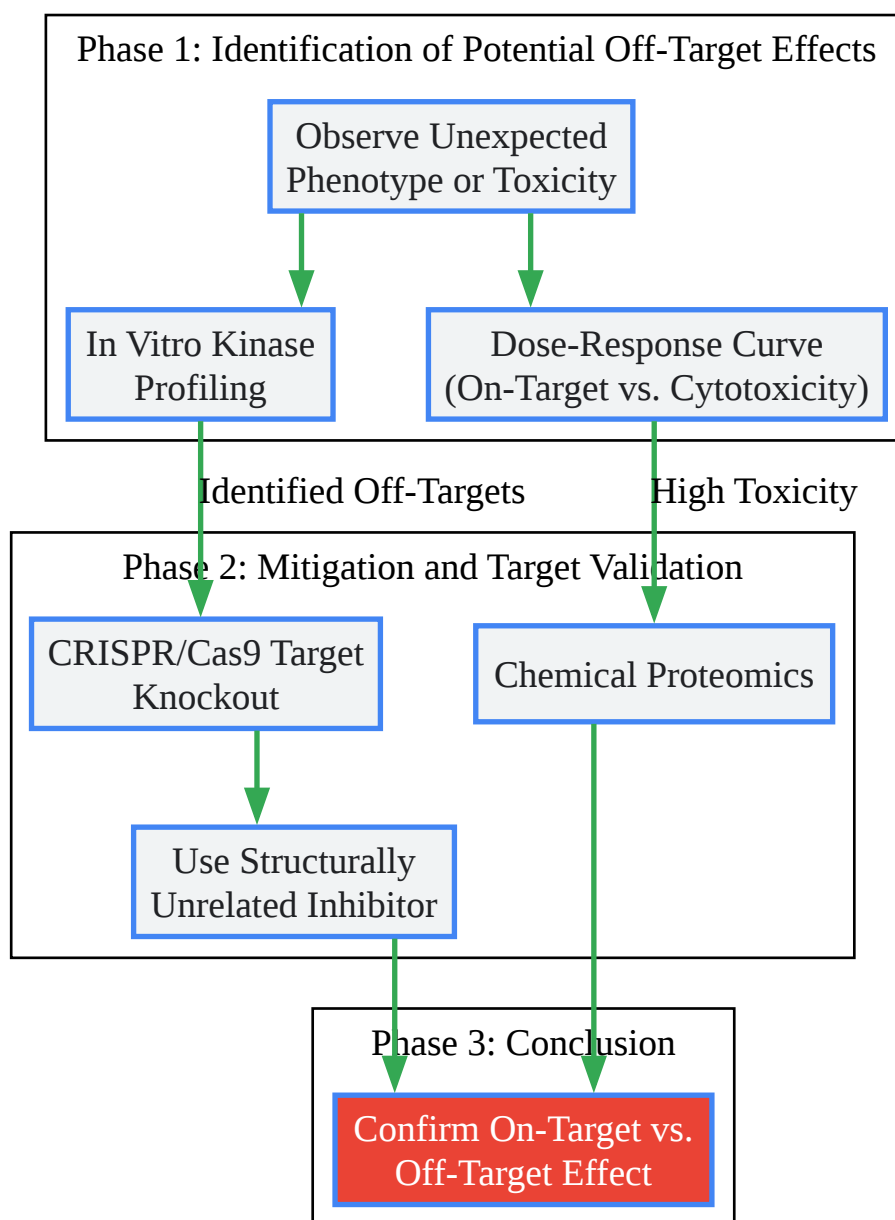 Phase 1: Identification of Potential Off-Target Effects
Observe Unexpected
Phenotype or Toxicity
In Vitro Kinase
Profiling
Dose-Response Curve
(On-Target vs. Cytotoxicity)
Identified Off-Targets
High Toxicity
Phase 2: Mitigation and Target Validation
CRISPR/Cas9 Target
Knockout
Chemical Proteomics
Use Structurally
Unrelated Inhibitor
Phase 3: Conclusion
Confirm On-Target vs.
Off-Target Effect